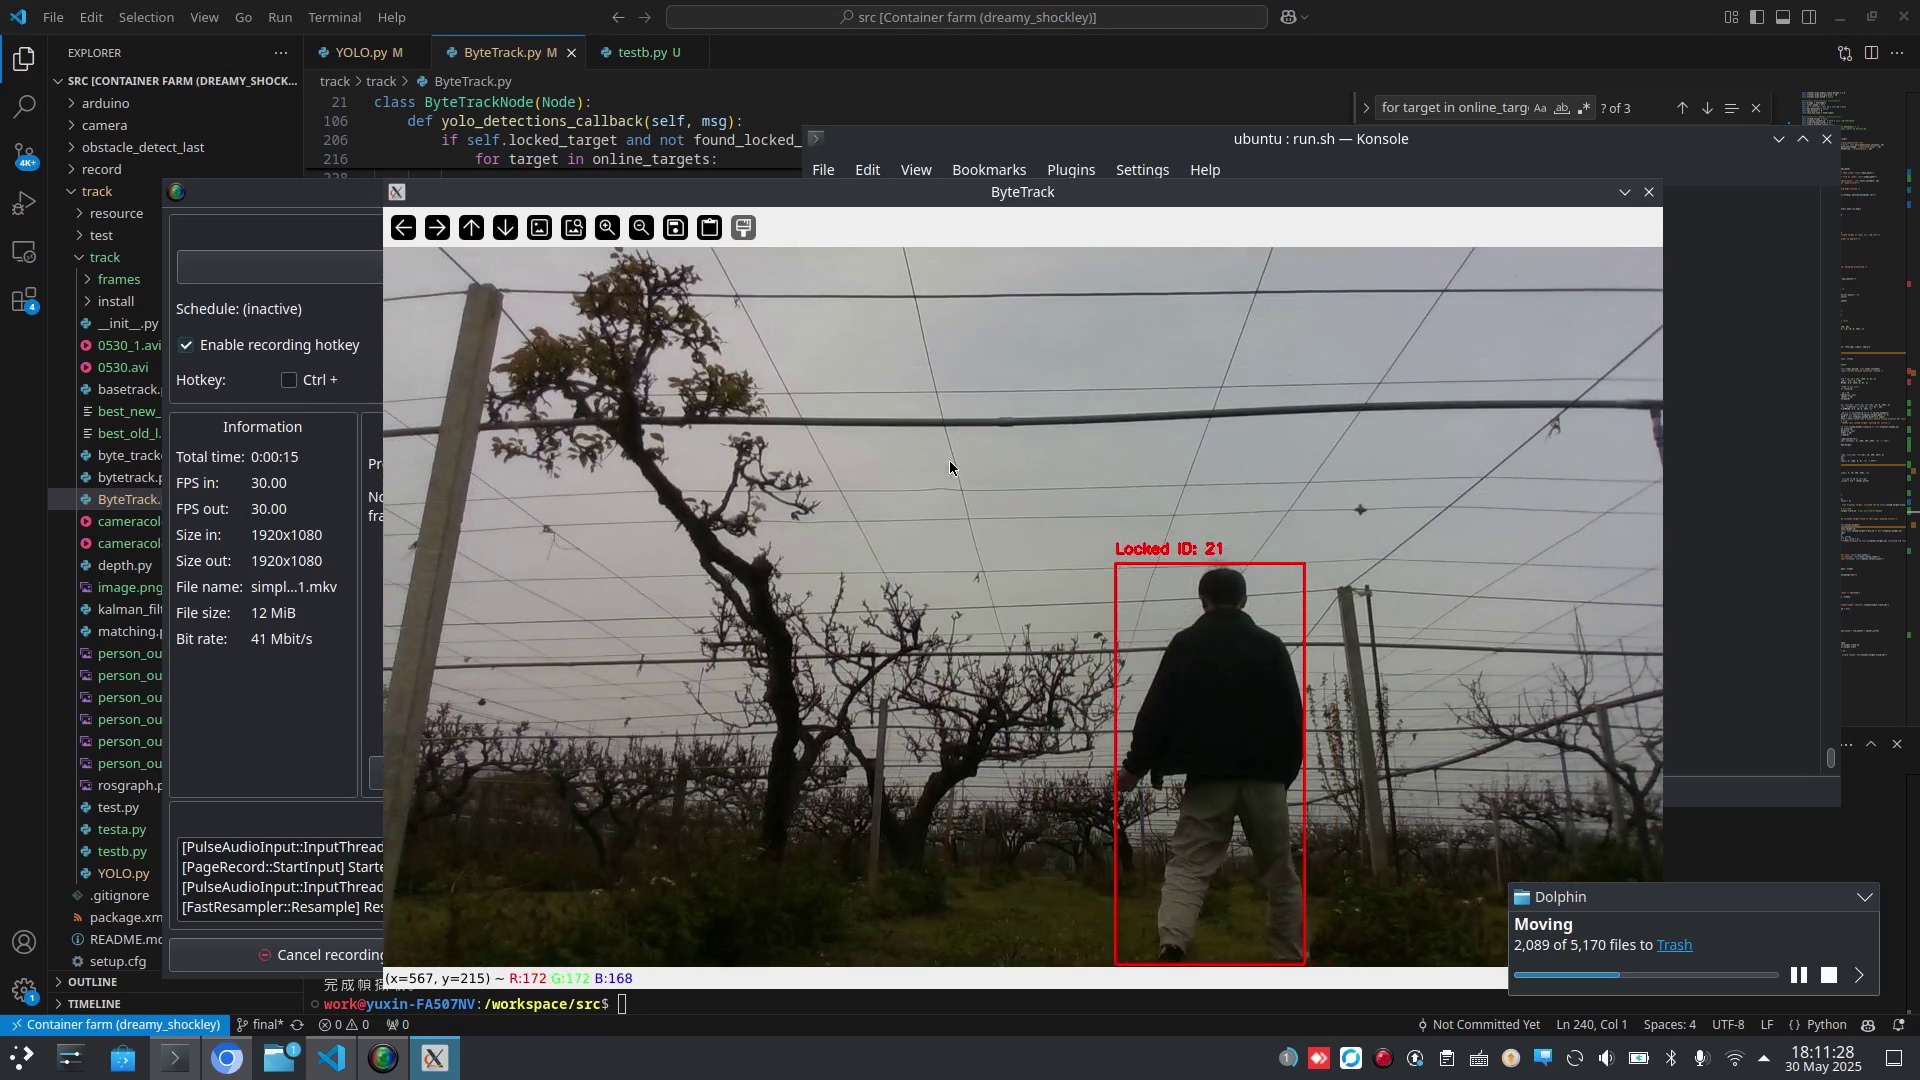 File Edit Selection View Go Run Terminal Help
src [Container farm (dreamy_shockley)]
EXPLORER
SRC [CONTAINER FARM (DREAMY_SHOCK...
arduino
camera
obstacle_detect_last
record
track
resource
test
track
frames
install
__init__.py
0530_1.avi
0530.avi
basetrack.
best_new_
best_old_l.
byte_track
bytetrack.p
ByteTrack.
cameracol
cameracol
depth.py
image.png
kalman_filt
matching.p
person_ou
person_ou
person_ou
person_ou
person_ou
person_ou
rosgraph.p
test.py
testa.py
testb.py
YOLO.py
.gitignore
package.xm
README.md
setup.cfg
OUTLINE
TIMELINE
4K+
4
1
YOLO.py M
ByteTrack.py M
testb.py U
track > track > ByteTrack.py
21 class ByteTrackNode(Node):
106 def yolo_detections_callback(self, msg):
206 if self.locked_target and not found_locked_
216 for target in online_targets:
for target in online_targ
Aa ab
? of 3
ubuntu : run.sh — Konsole
File Edit View Bookmarks Plugins Settings Help
Schedule: (inactive)
Enable recording hotkey
Hotkey: Ctrl +
Information
Total time: 0:00:15
FPS in: 30.00
FPS out: 30.00
Size in: 1920x1080
Size out: 1920x1080
File name: simpl...1.mkv
File size: 12 MiB
Bit rate: 41 Mbit/s
Pr
No
fra
[PulseAudioInput::InputThread
[PageRecord::StartInput] Starte
[PulseAudioInput::InputThread
[FastResampler::Resample] Res
Cancel recording
ByteTrack
Locked ID: 21
(x=567, y=215) ~ R:172 G:172 B:168
work@yuxin-FA507NV:/workspace/src$
Dolphin
Moving
2,089 of 5,170 files to Trash
Container farm (dreamy_shockley) final* 0 0 0
Not Committed Yet Ln 240, Col 1 Spaces: 4 UTF-8 LF {} Python
1
1
18:11:28
30 May 2025